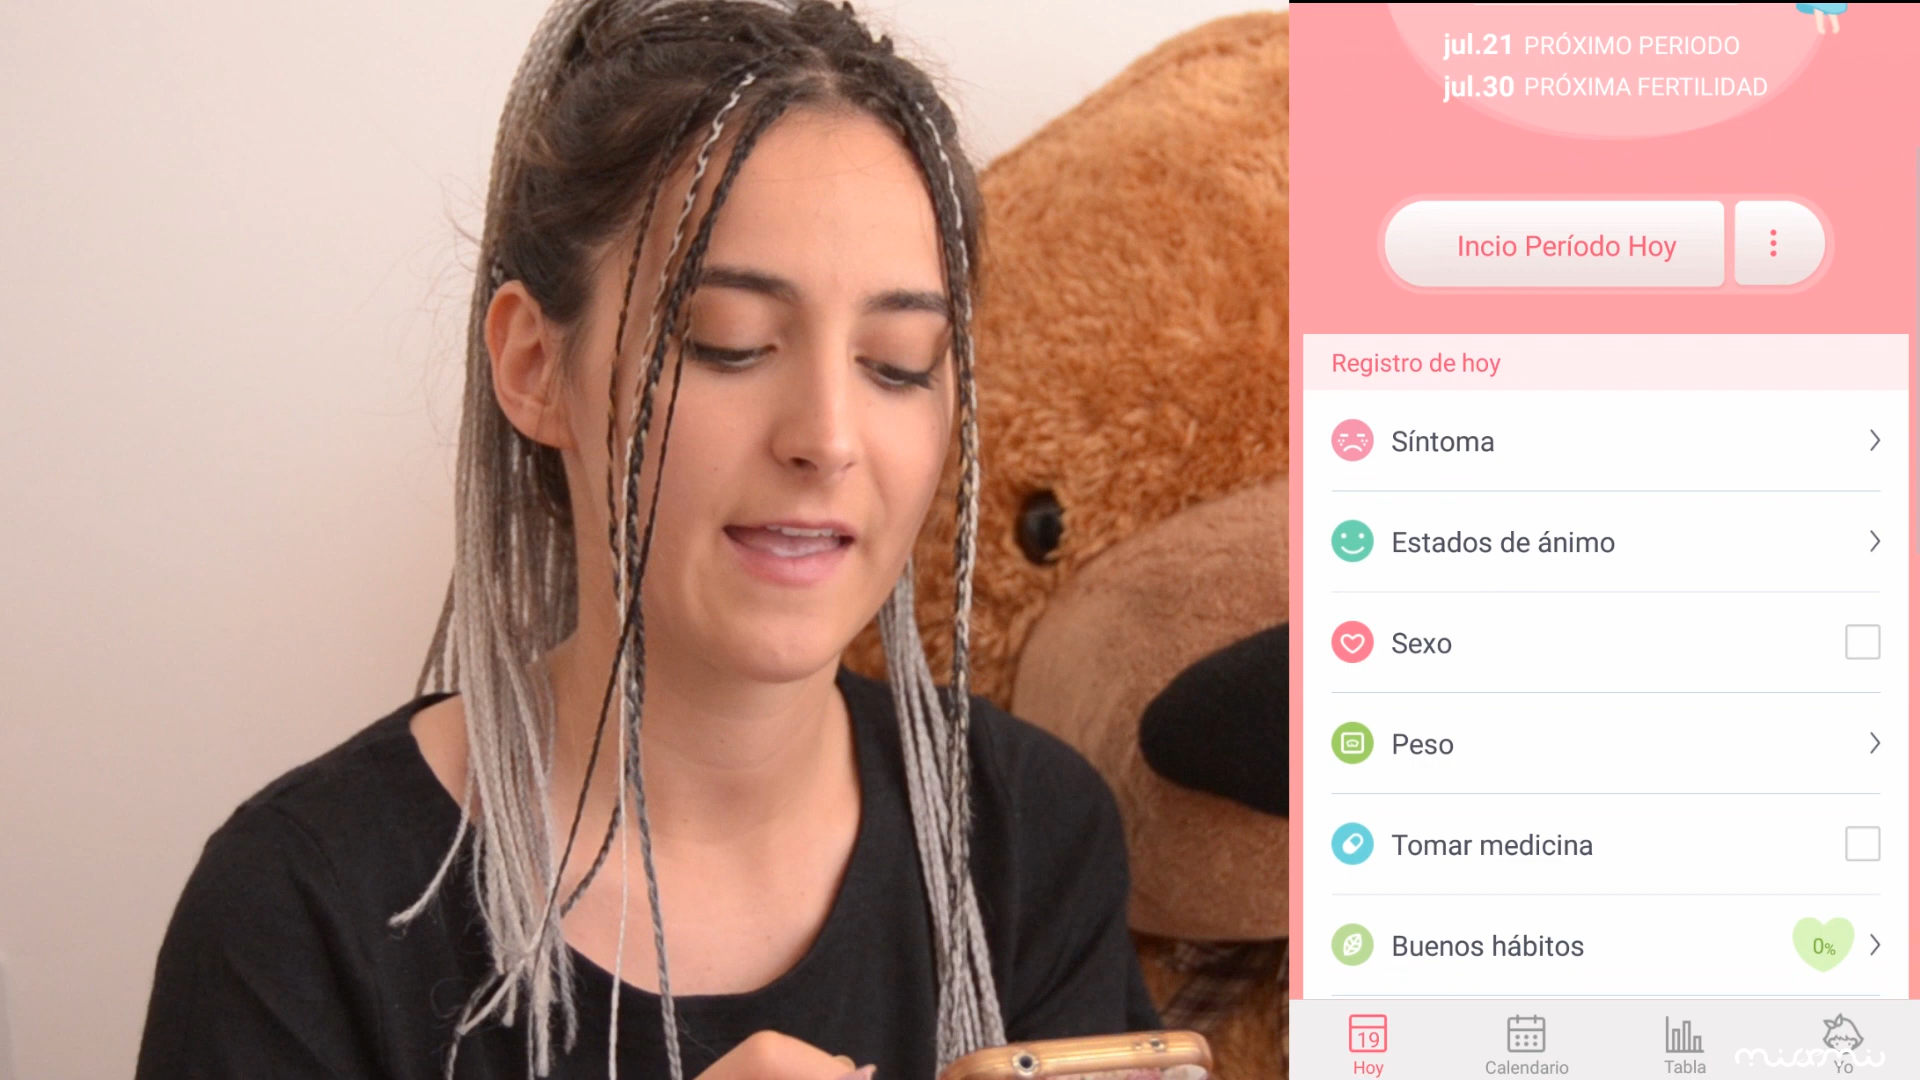 jul.21 PRÓXIMO PERIODO
jul.30 PRÓXIMA FERTILIDAD
Incio Período Hoy
Registro de hoy
Síntoma
Estados de ánimo
Sexo
Peso
Tomar medicina
Buenos hábitos
0%
19
Hoy
Calendario
Tabla
Yo
miamiu